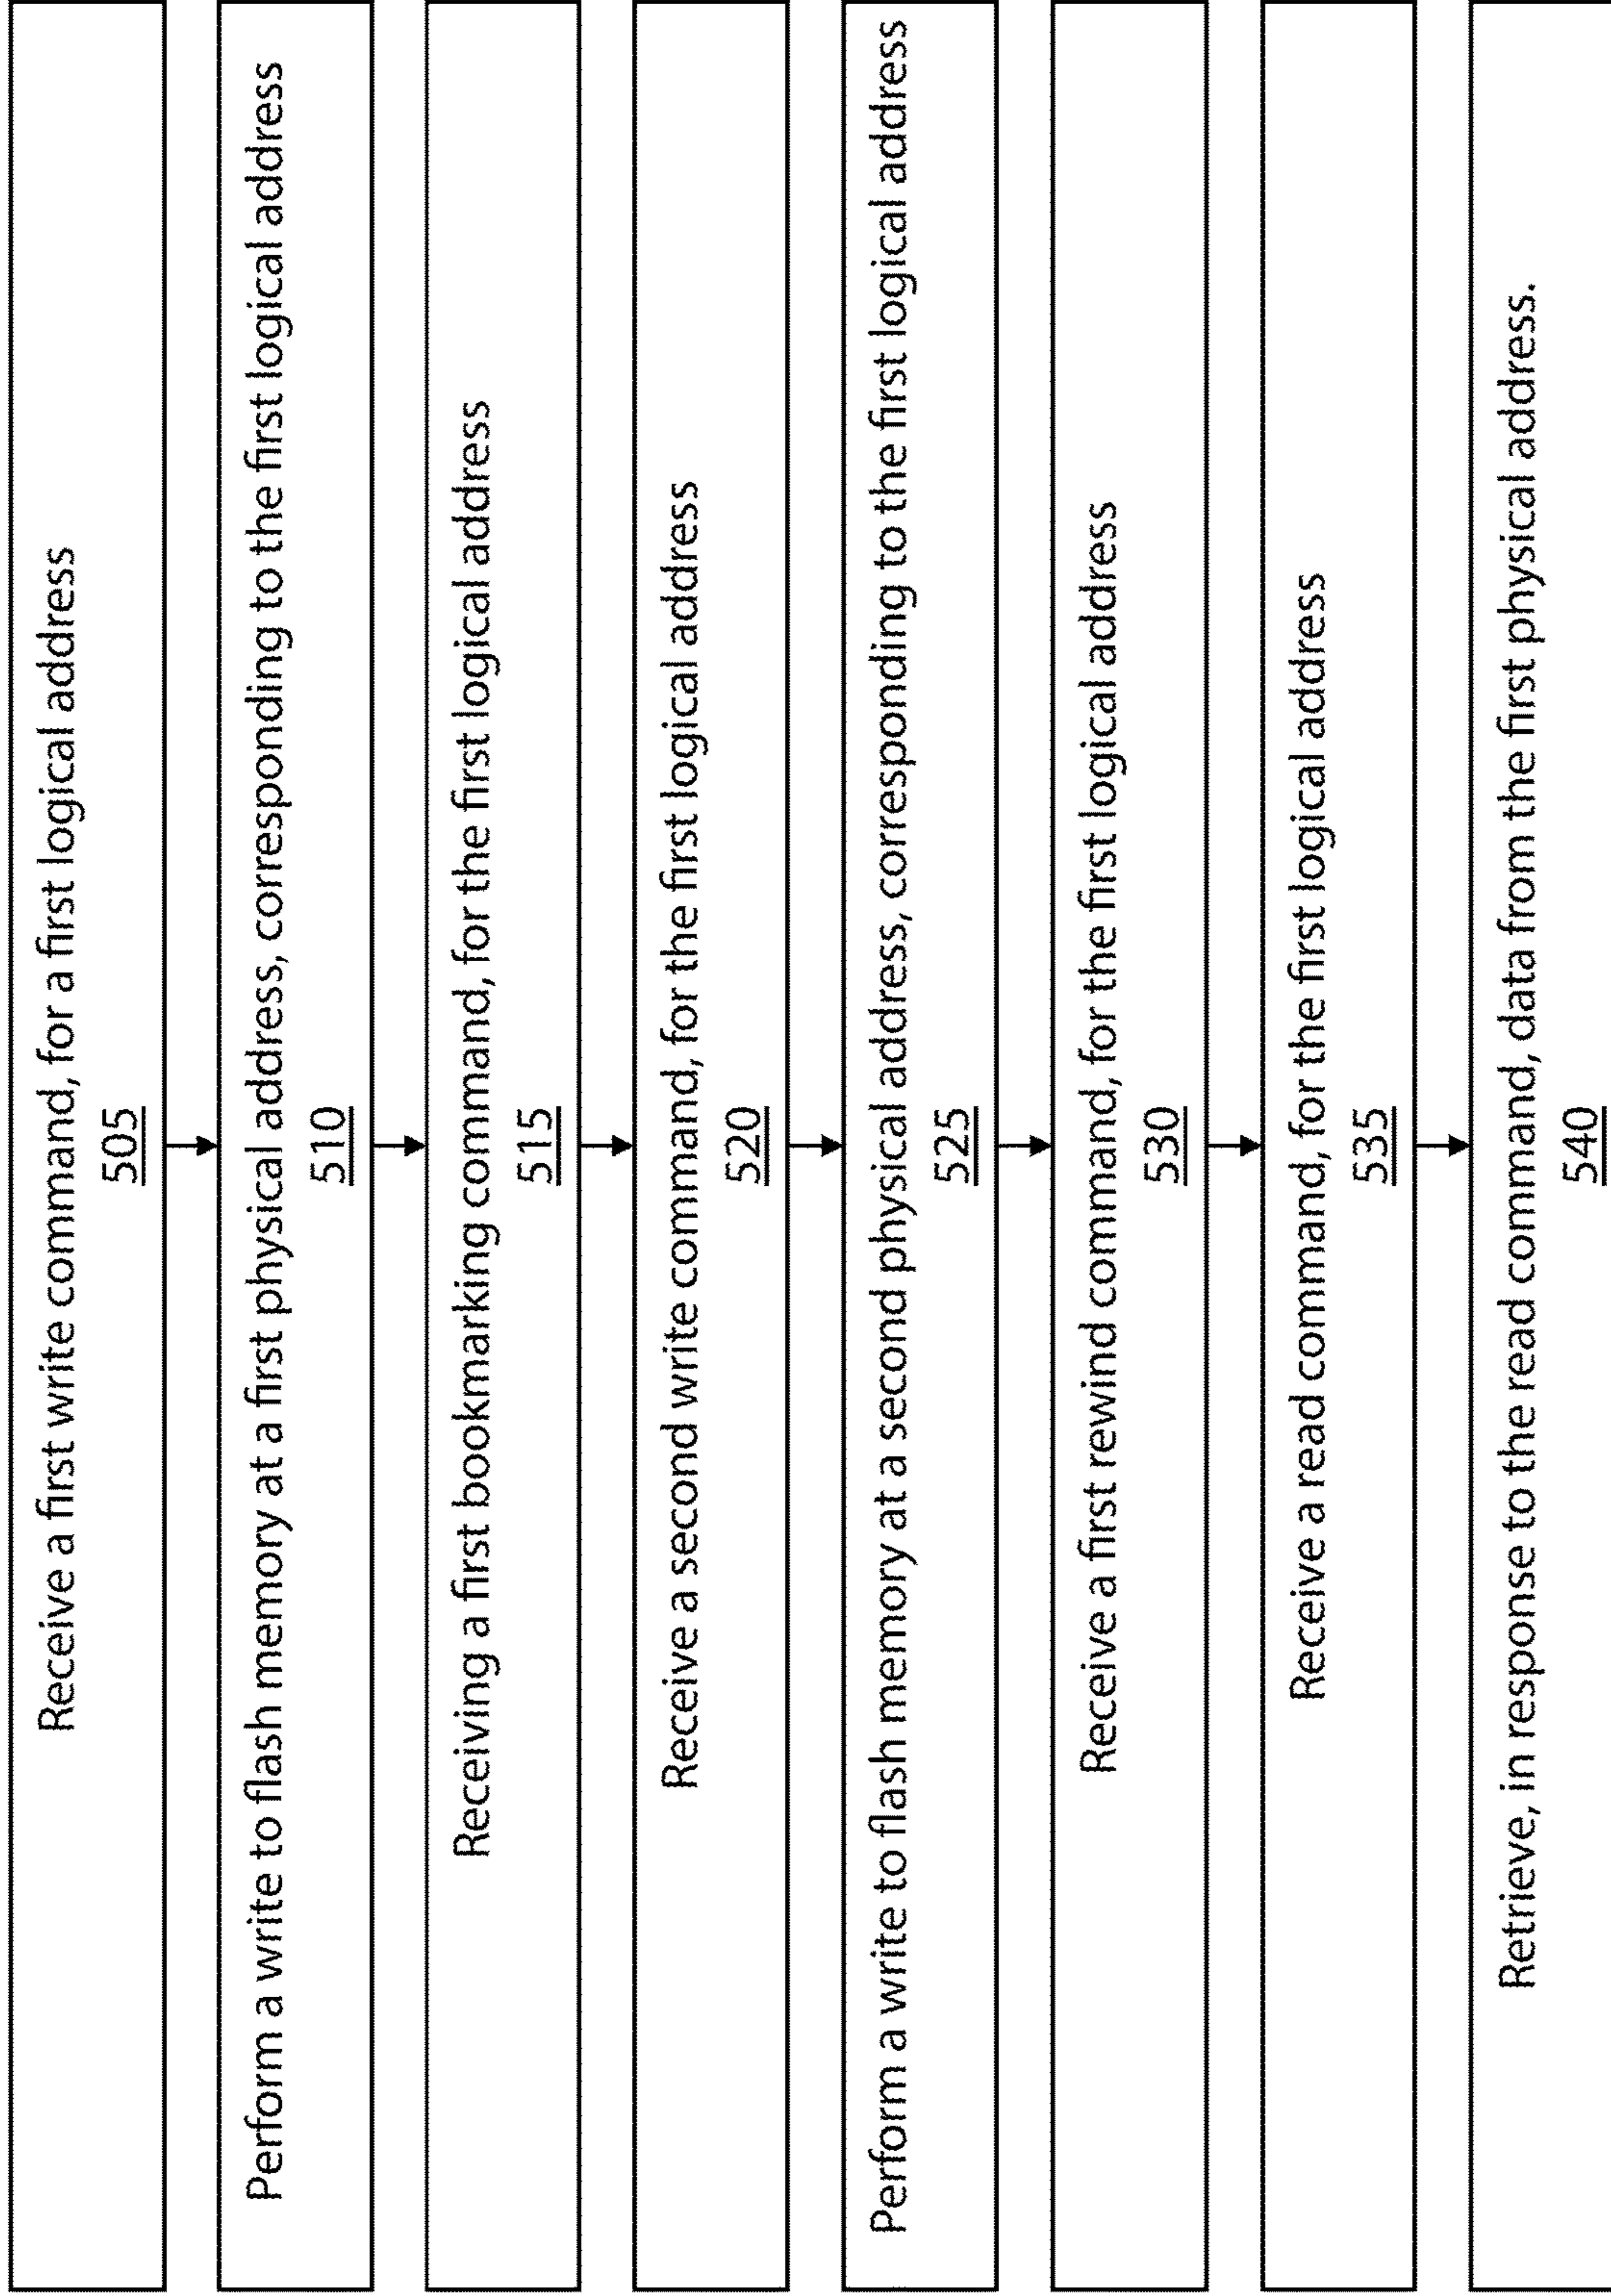 Receive a first write command, for a first logical address
505
Perform a write to flash memory at a first physical address, corresponding to the first logical address
510
Receiving a first bookmarking command, for the first logical address
515
Receive a second write command, for the first logical address
520
Perform a write to flash memory at a second physical address, corresponding to the first logical address
525
Receive a first rewind command, for the first logical address
530
Receive a read command, for the first logical address
535
Retrieve, in response to the read command, data from the first physical address.
540